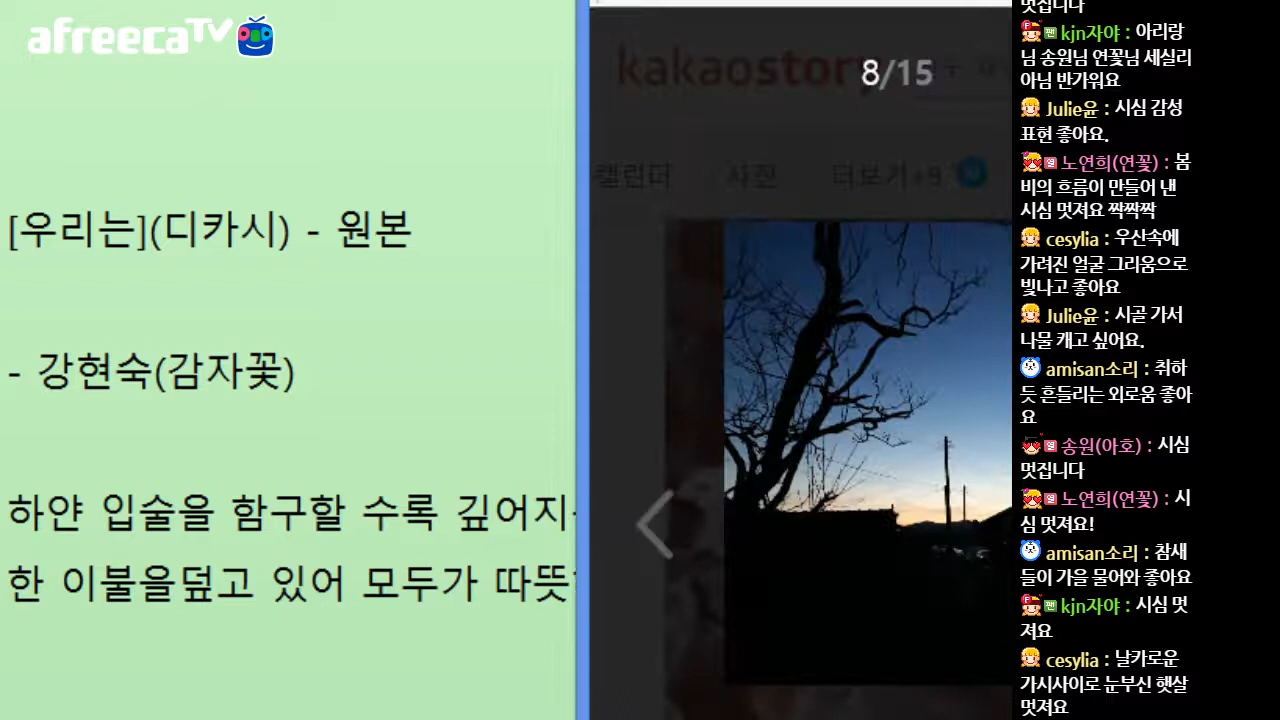 afreecaTV
[우리는](디카시) - 원본
- 강현숙(감자꽃)
하얀 입술을 함구할 수록 깊어지
한 이불을덮고 있어 모두가 따뜻
kakaostory
8/15
캘린더 사진 더보기+9
멋집니다
kjn자야 : 아리랑
님 송원님 연꽃님 세실리
아님 반가워요
Julie윤 : 시심 감성
표현 좋아요.
노연희(연꽃) : 봄
비의 흐름이 만들어 낸
시심 멋져요 짝짝짝
cesylia : 우산속에
가려진 얼굴 그리움으로
빛나고 좋아요
Julie윤 : 시골 가서
나물 캐고 싶어요.
amisan소리 : 취하
듯 흔들리는 외로움 좋아
요
송원(아호) : 시심
멋집니다
노연희(연꽃) : 시
심 멋져요!
amisan소리 : 참새
들이 가을 물어와 좋아요
kjn자야 : 시심 멋
져요
cesylia : 날카로운
가시사이로 눈부신 햇살
멋져요